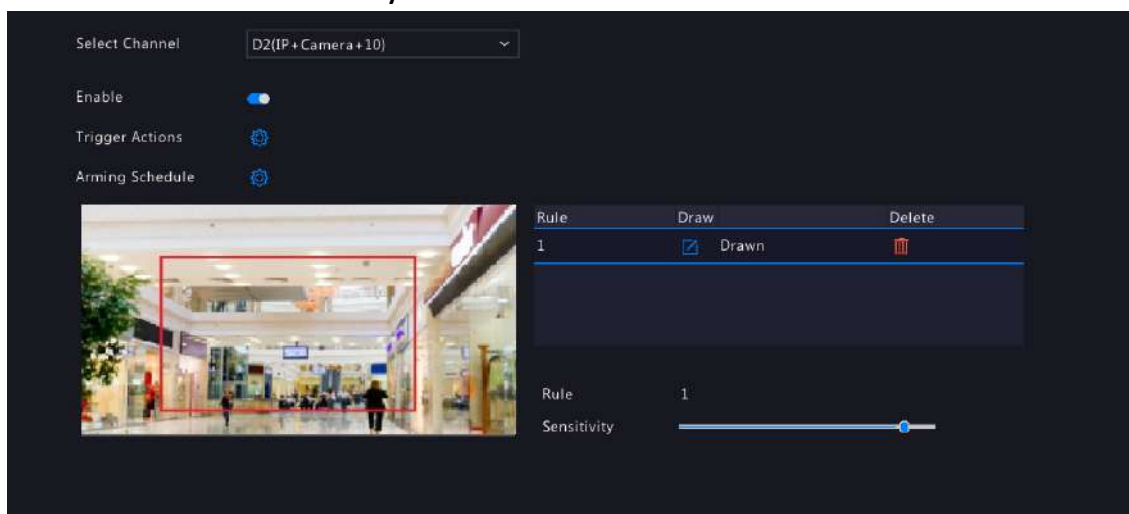 Select Channel D2(IP+Camera+10)
Enable
Trigger Actions
Arming Schedule
Rule Draw Delete
1 Drawn
Rule 1
Sensitivity